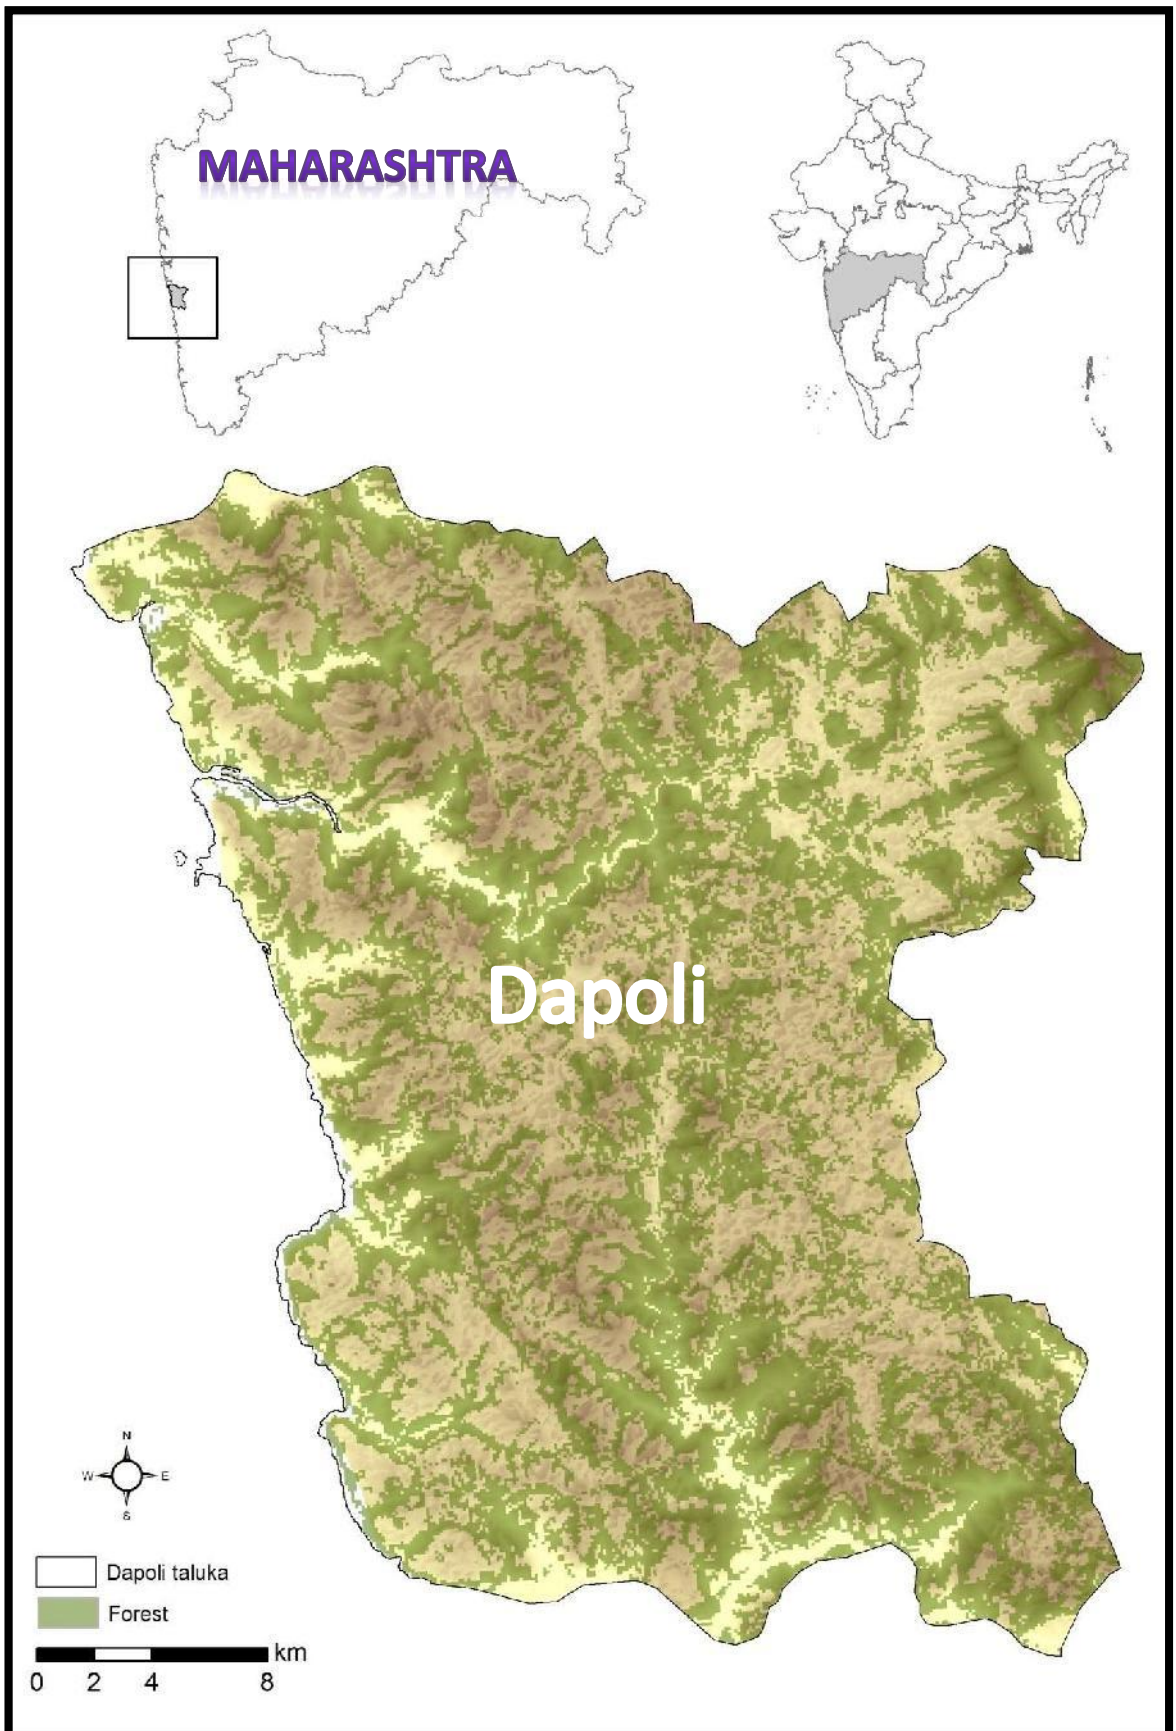 MAHARASHTRA
Dapoli
N
W E
S
Dapoli taluka
Forest
km
0 2 4 8